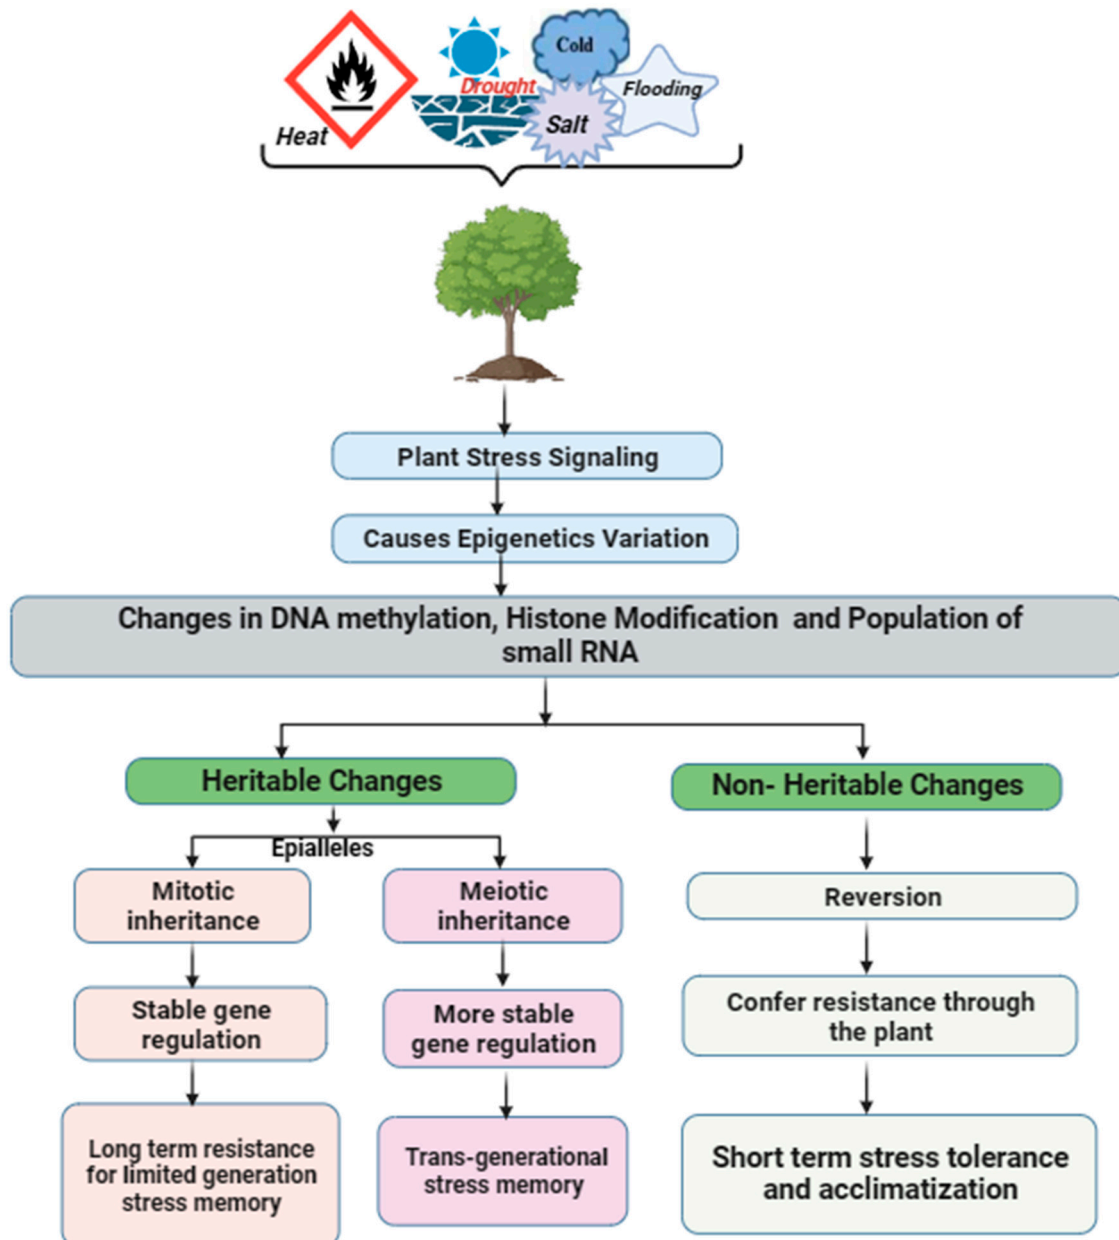 Cold
Drought
Flooding
Salt
Heat
Plant Stress Signaling
Causes Epigenetics Variation
Changes in DNA methylation, Histone Modification and Population of
small RNA
Heritable Changes
Non- Heritable Changes
Epialleles
Mitotic
inheritance
Meiotic
inheritance
Reversion
Stable gene
regulation
More stable
gene regulation
Confer resistance through
the plant
Long term resistance
for limited generation
stress memory
Trans-generational
stress memory
Short term stress tolerance
and acclimatization